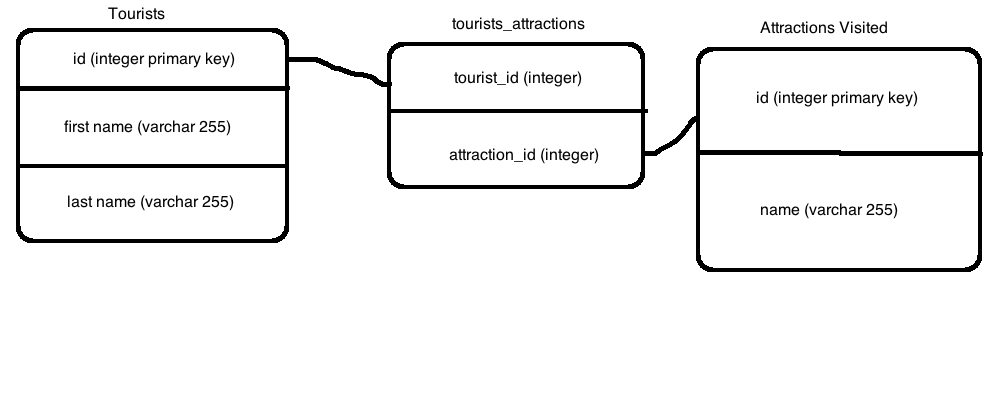 Tourists
id (integer primary key)
first name (varchar 255)
last name (varchar 255)
tourists_attractions
tourist_id (integer)
attraction_id (integer)
Attractions Visited
id (integer primary key)
name (varchar 255)